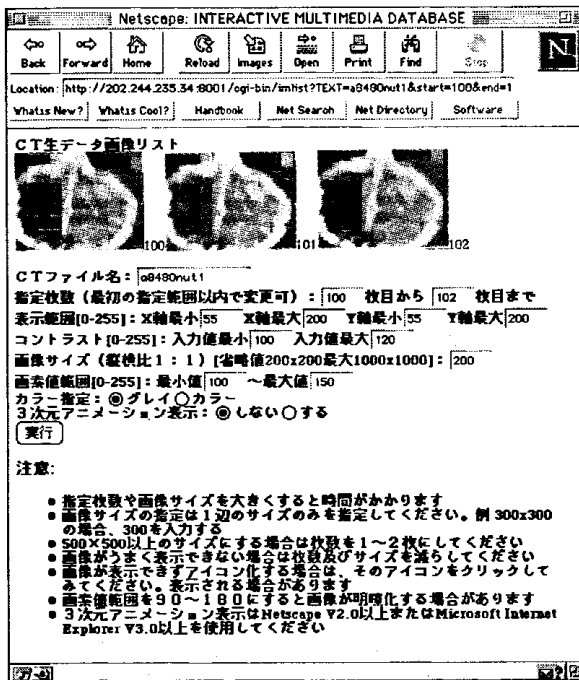 Netscape: INTERACTIVE MULTIMEDIA DATABASE
Back Forward Home Reload Images Open Print Find Stop N
Location: http://202.244.235.34:8001/cgi-bin/imlist?TEXT=a8480nut1&start=100&end=1
What's New? What's Cool? Handbook Net Search Net Directory Software
CT生データ画像リスト
100 101 102
CTファイル名: a8480nut1
指定枚数(最初の指定範囲以内で変更可): 100 枚目から 102 枚目まで
表示範囲[0-255]: X軸最小 55 X軸最大 200 Y軸最小 55 Y軸最大 200
コントラスト[0-255]: 入力値最小 100 入力値最大 120
画像サイズ(縦横比1:1)[省略値200x200最大1000x1000]: 200
画素値範囲[0-255]: 最小値 100 ~最大値 150
カラー指定: グレイ カラー
3次元アニメーション表示: しない する
実行
注意:
指定枚数や画像サイズを大きくすると時間がかかります
画像サイズの指定は1辺のサイズのみを指定してください。例 300x300
の場合、300を入力する
500×500以上のサイズにする場合は枚数を1~2枚にしてください
画像がうまく表示できない場合は枚数及びサイズを減らしてください
画像が表示できずアイコン化する場合は、そのアイコンをクリックして
みてください。表示される場合があります
画素値範囲を90~180にすると画像が明暗化する場合があります
3次元アニメーション表示はNetscape V2.0以上またはMicrosoft Internet
Explorer V3.0以上を使用してください